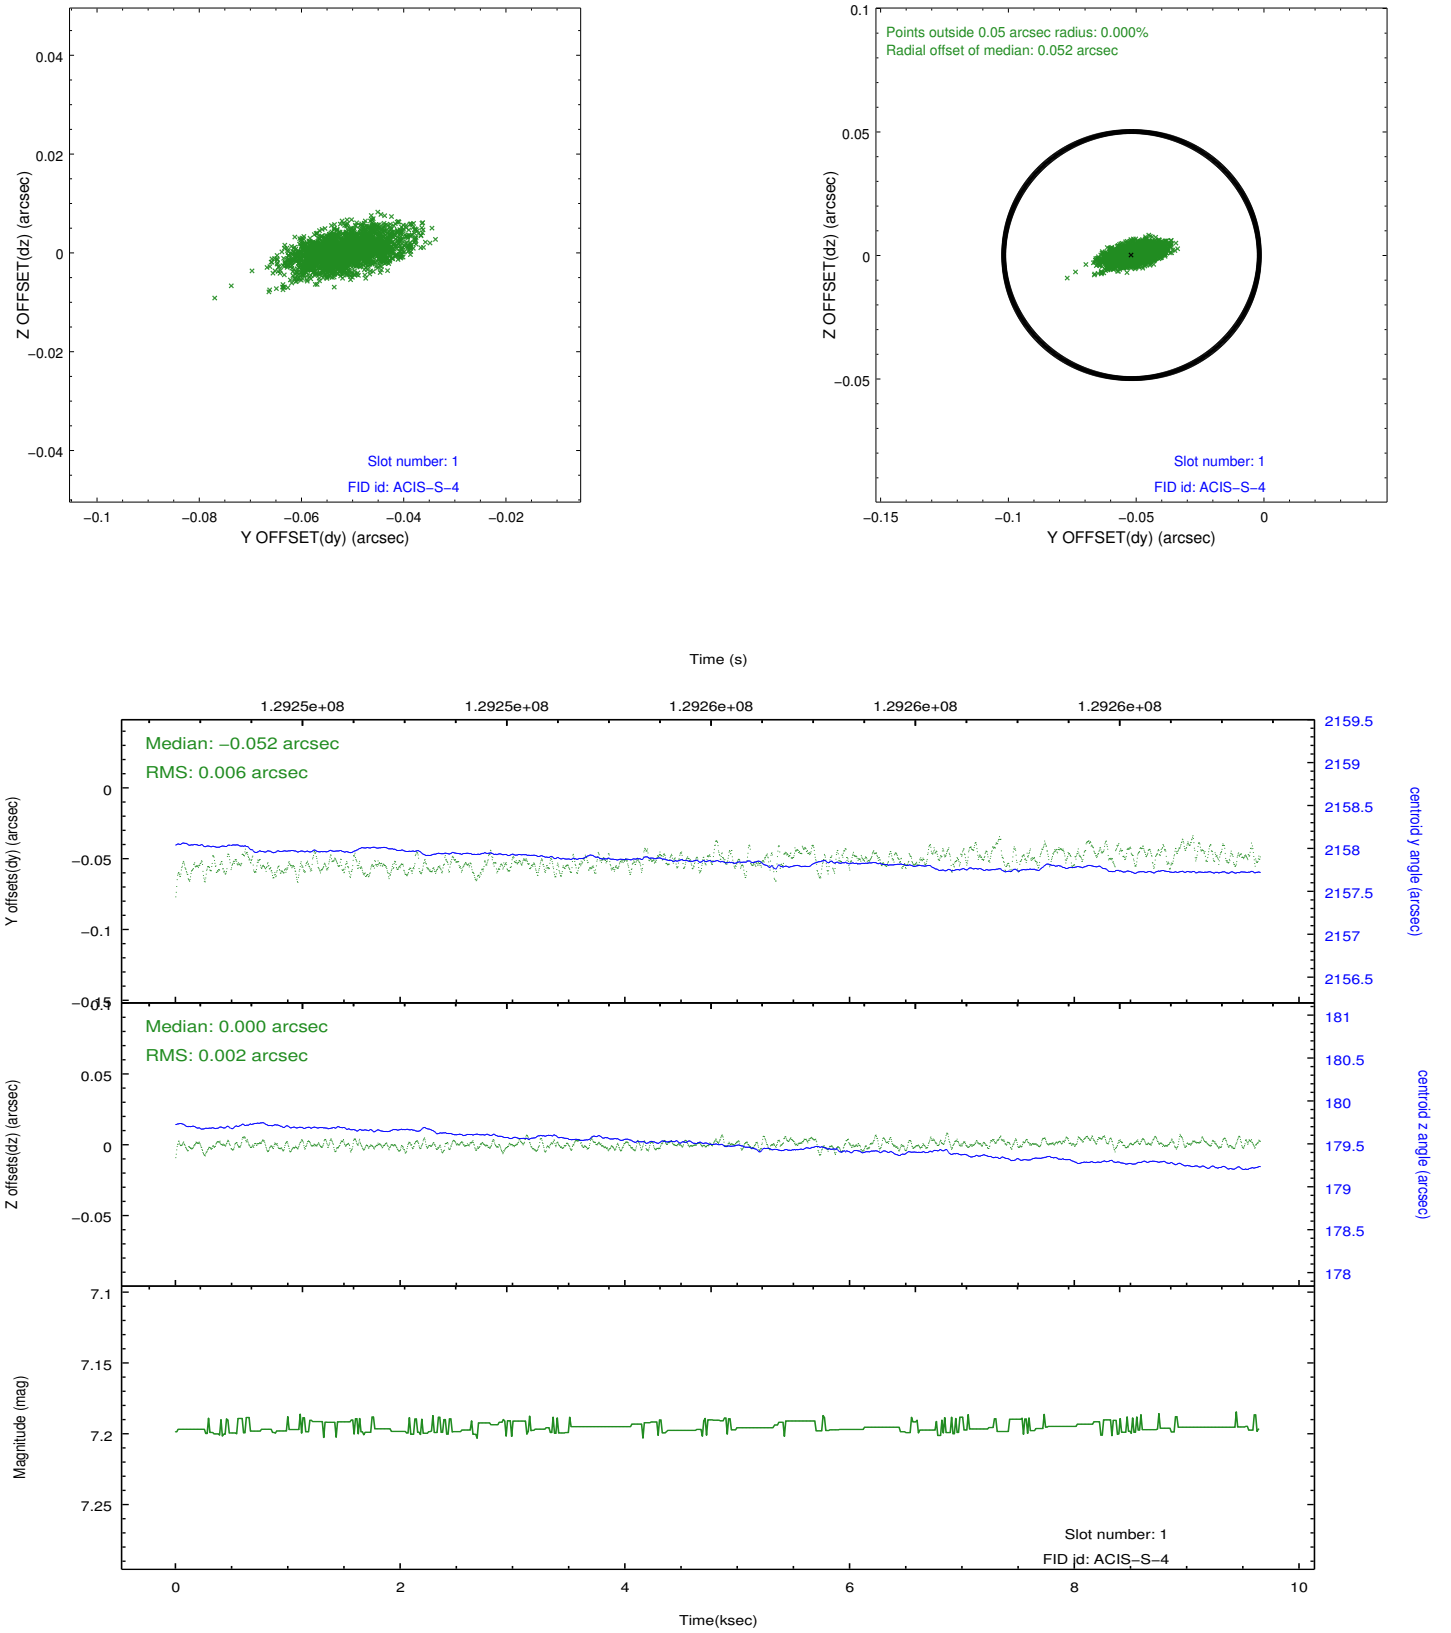 0.04
0.02
0
−0.02
−0.04
Z OFFSET(dz) (arcsec)
Slot number: 1
FID id: ACIS−S−4
−0.1
−0.08
−0.06
−0.04
−0.02
Y OFFSET(dy) (arcsec)
0.1
0.05
0
−0.05
Z OFFSET(dz) (arcsec)
Points outside 0.05 arcsec radius: 0.000%
Radial offset of median: 0.052 arcsec
Slot number: 1
FID id: ACIS−S−4
−0.15
−0.1
−0.05
0
Y OFFSET(dy) (arcsec)
Time (s)
1.2925e+08
1.2925e+08
1.2926e+08
1.2926e+08
1.2926e+08
Median: −0.052 arcsec
RMS: 0.006 arcsec
0
−0.05
−0.1
−0.15
Y offsets(dy) (arcsec)
2159.5
2159
2158.5
2158
2157.5
2157
2156.5
centroid y angle (arcsec)
Median: 0.000 arcsec
RMS: 0.002 arcsec
0.1
0.05
0
−0.05
Z offsets(dz) (arcsec)
181
180.5
180
179.5
179
178.5
178
centroid z angle (arcsec)
7.1
7.15
7.2
7.25
Magnitude (mag)
Slot number: 1
FID id: ACIS−S−4
0
2
4
6
8
10
Time(ksec)